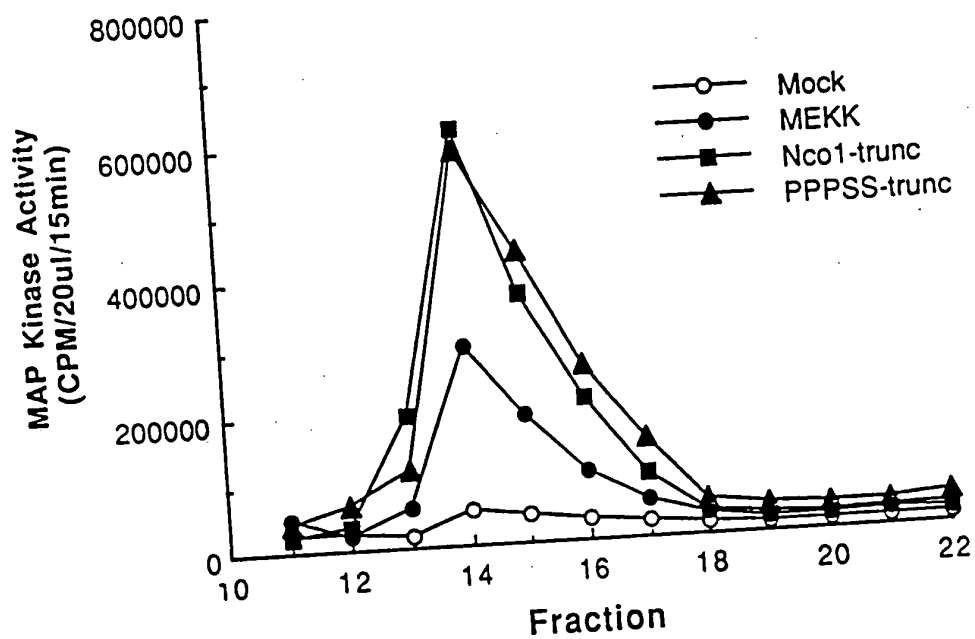 800000
600000
400000
200000
0
MAP Kinase Activity
(CPM/20ul/15min)
Mock
MEKK
Nco1-trunc
PPPSS-trunc
10
12
14
16
18
20
22
Fraction